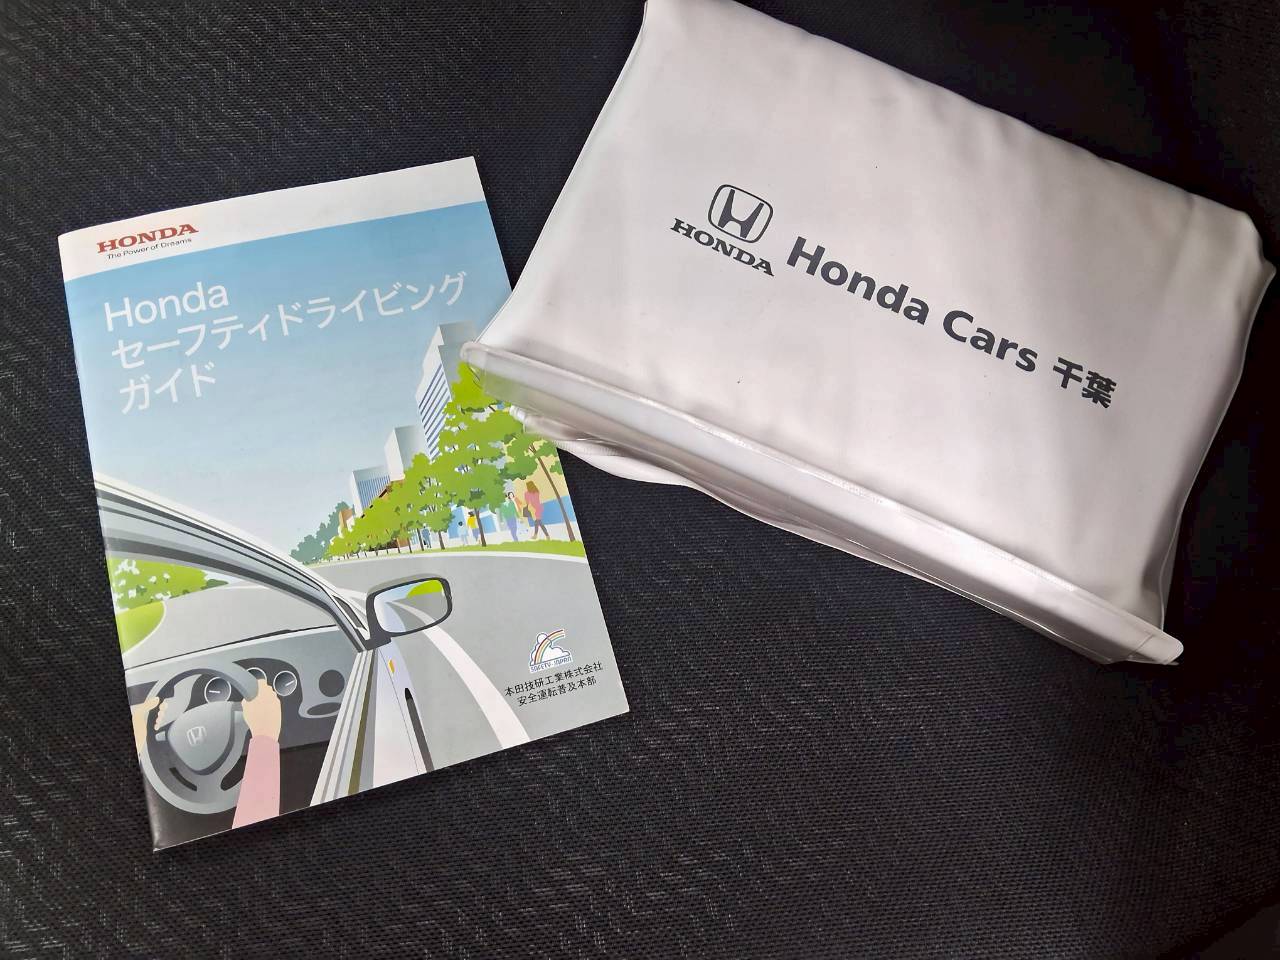 HONDA
The Power of Dreams
Honda
セーフティドライビング
ガイド
SAFETY JAPAN
本田技研工業株式会社
安全運転普及本部
HONDA
Honda Cars 千葉